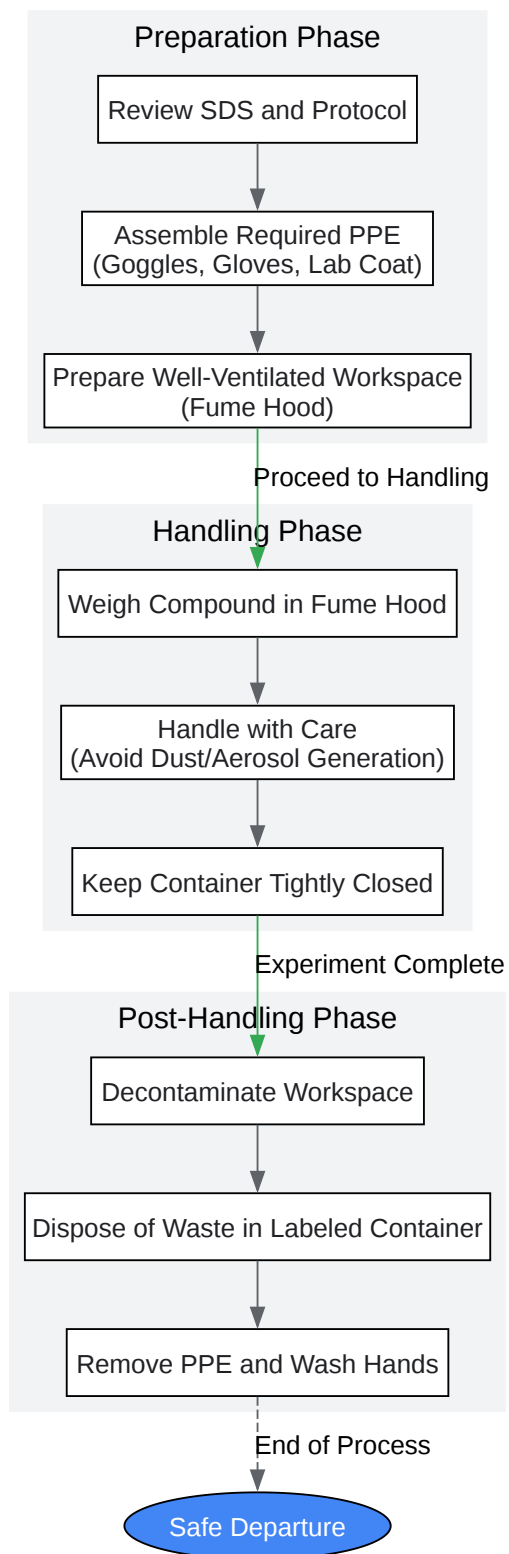 Preparation Phase
Review SDS and Protocol
Assemble Required PPE
(Goggles, Gloves, Lab Coat)
Prepare Well-Ventilated Workspace
(Fume Hood)
Proceed to Handling
Handling Phase
Weigh Compound in Fume Hood
Handle with Care
(Avoid Dust/Aerosol Generation)
Keep Container Tightly Closed
Experiment Complete
Post-Handling Phase
Decontaminate Workspace
Dispose of Waste in Labeled Container
Remove PPE and Wash Hands
End of Process
Safe Departure